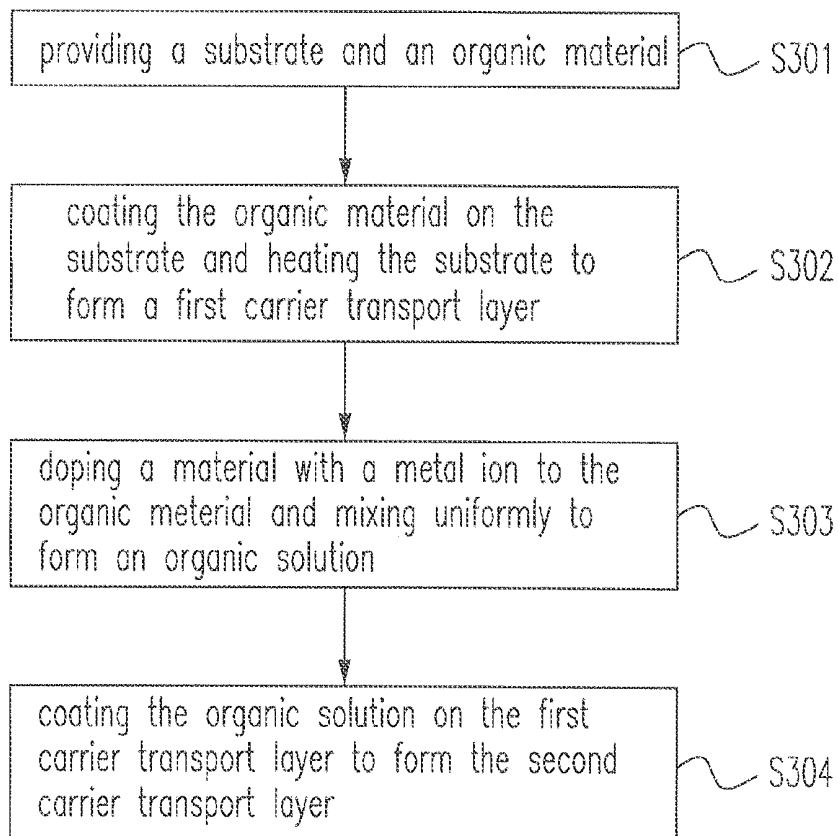 providing a substrate and an organic material
S301
coating the organic material on the
substrate and heating the substrate to
form a first carrier transport layer
S302
doping a material with a metal ion to the
organic meterial and mixing uniformly to
form an organic solution
S303
coating the organic solution on the first
carrier transport layer to form the second
carrier transport layer
S304